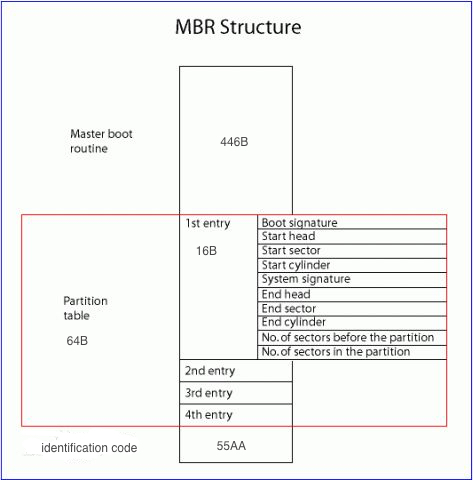 MBR Structure
Master boot
routine
446B
1st entry
16B
Boot signature
Start head
Start sector
Start cylinder
System signature
End head
End sector
End cylinder
No. of sectors before the partition
No. of sectors in the partition
Partition
table
64B
2nd entry
3rd entry
4th entry
identification code
55AA